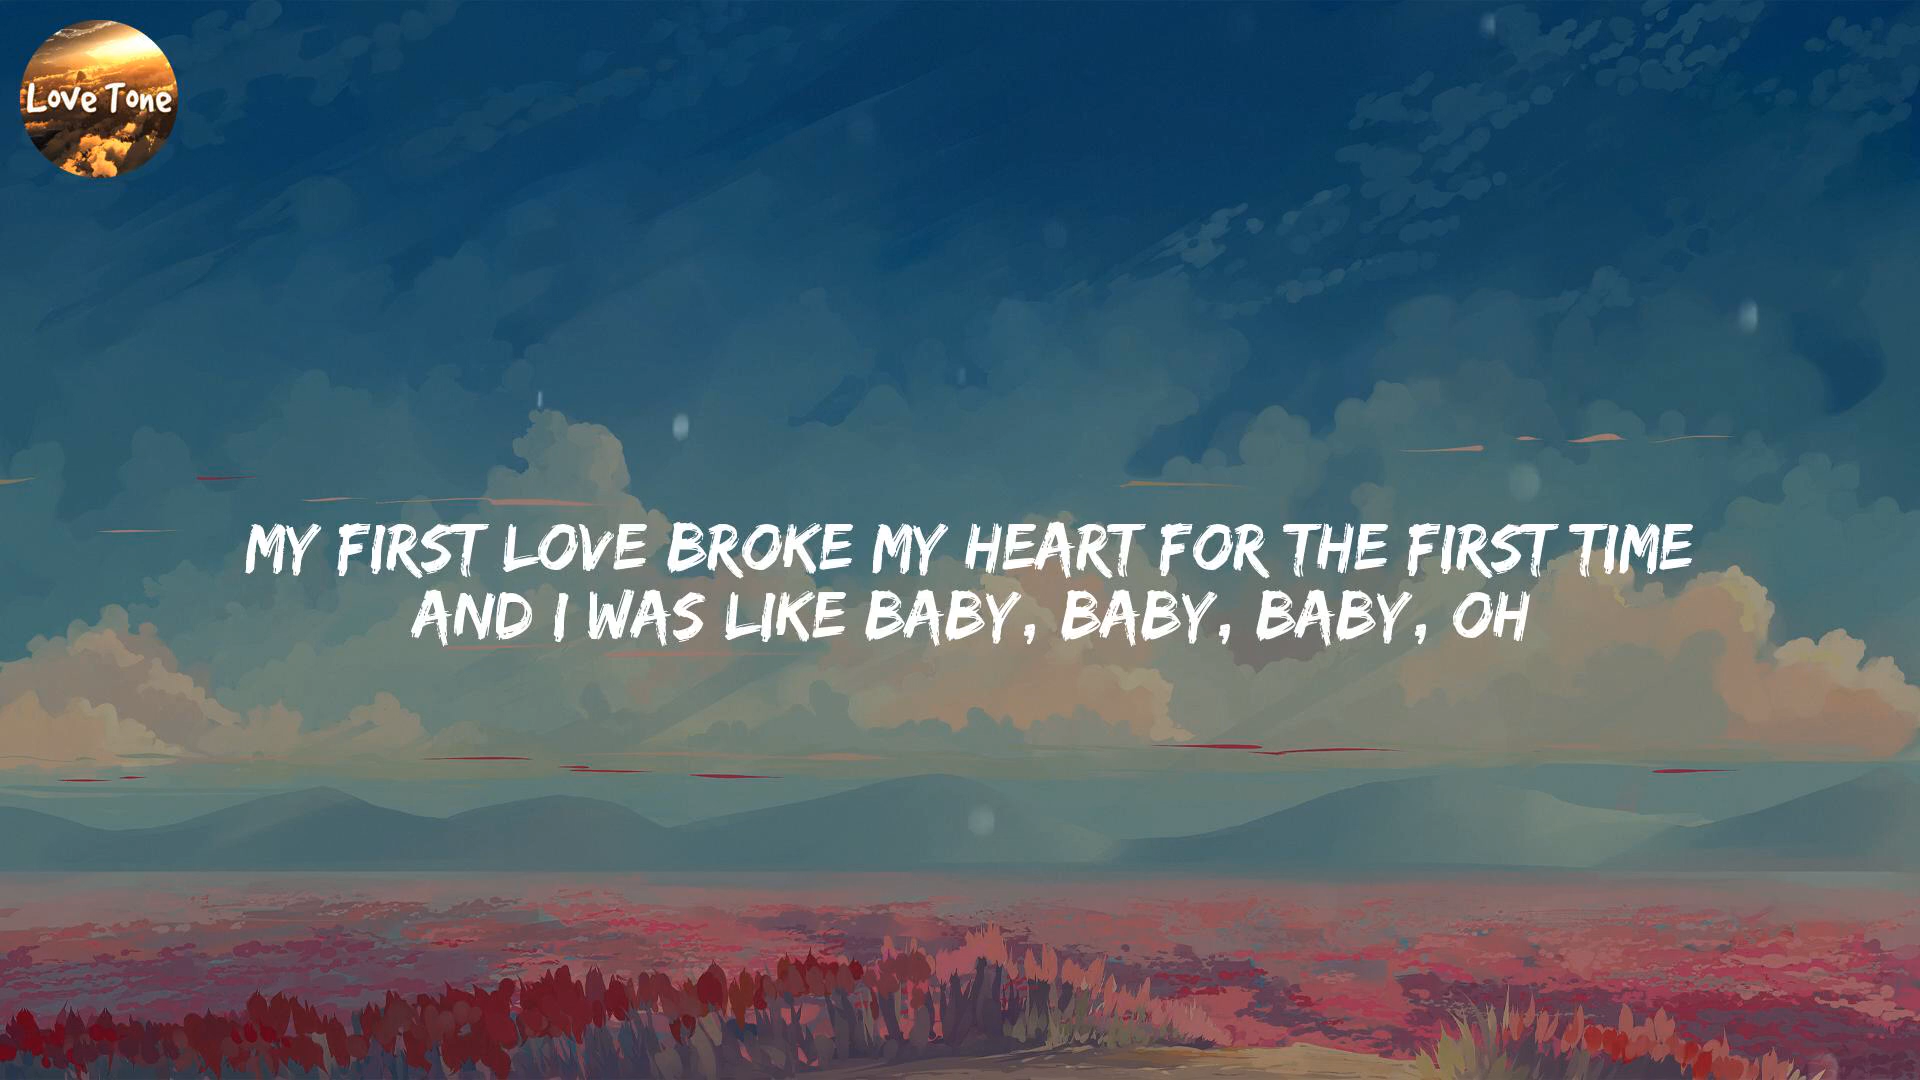 Love Tone
MY FIRST LOVE BROKE MY HEART FOR THE FIRST TIME
AND I WAS LIKE BABY, BABY, BABY, OH